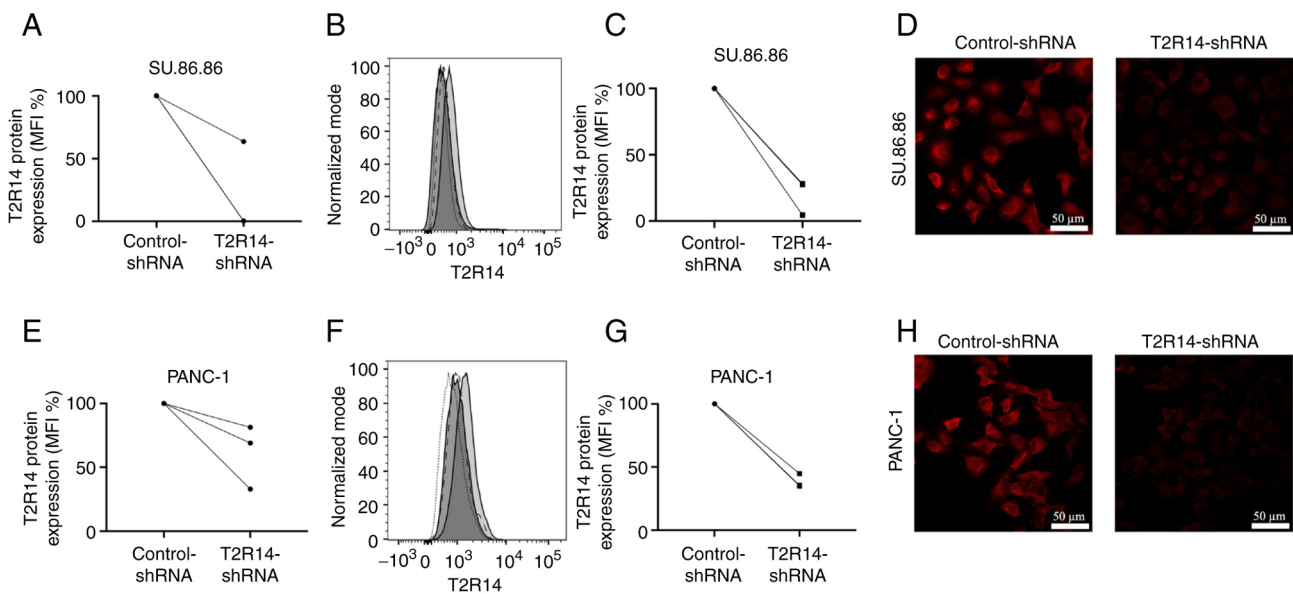 A
SU.86.86
T2R14 protein
expression (MFI %)
100
50
0
Control-
shRNA
T2R14-
shRNA
B
Normalized mode
100
80
60
40
20
0
−10³ 0 10³ 10⁴ 10⁵
T2R14
C
SU.86.86
T2R14 protein
expression (MFI %)
100
50
0
Control-
shRNA
T2R14-
shRNA
D
Control-shRNA
T2R14-shRNA
SU.86.86
50 µm
50 µm
E
PANC-1
T2R14 protein
expression (MFI %)
100
50
0
Control-
shRNA
T2R14-
shRNA
F
Normalized mode
100
80
60
40
20
0
−10³ 0 10³ 10⁴ 10⁵
T2R14
G
PANC-1
T2R14 protein
expression (MFI %)
100
50
0
Control-
shRNA
T2R14-
shRNA
H
Control-shRNA
T2R14-shRNA
PANC-1
50 µm
50 µm